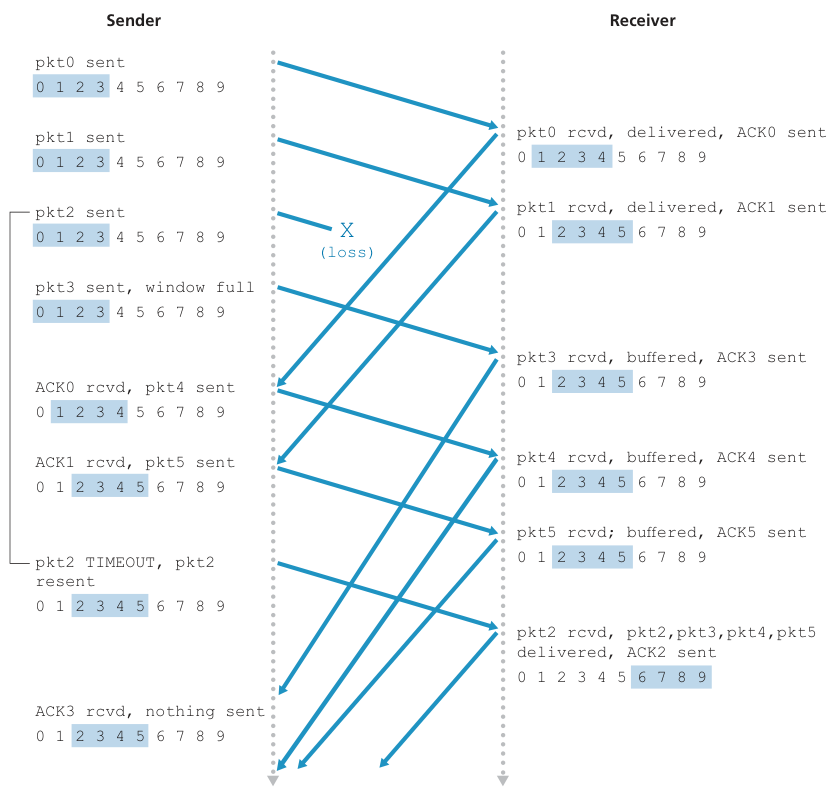 Sender
Receiver
pkt0 sent
0 1 2 3 4 5 6 7 8 9
pkt0 rcvd, delivered, ACK0 sent
0 1 2 3 4 5 6 7 8 9
pkt1 sent
0 1 2 3 4 5 6 7 8 9
pkt1 rcvd, delivered, ACK1 sent
0 1 2 3 4 5 6 7 8 9
pkt2 sent
0 1 2 3 4 5 6 7 8 9
X
(loss)
pkt3 sent, window full
0 1 2 3 4 5 6 7 8 9
pkt3 rcvd, buffered, ACK3 sent
0 1 2 3 4 5 6 7 8 9
ACK0 rcvd, pkt4 sent
0 1 2 3 4 5 6 7 8 9
pkt4 rcvd, buffered, ACK4 sent
0 1 2 3 4 5 6 7 8 9
ACK1 rcvd, pkt5 sent
0 1 2 3 4 5 6 7 8 9
pkt5 rcvd; buffered, ACK5 sent
0 1 2 3 4 5 6 7 8 9
pkt2 TIMEOUT, pkt2
resent
0 1 2 3 4 5 6 7 8 9
pkt2 rcvd, pkt2,pkt3,pkt4,pkt5
delivered, ACK2 sent
0 1 2 3 4 5 6 7 8 9
ACK3 rcvd, nothing sent
0 1 2 3 4 5 6 7 8 9